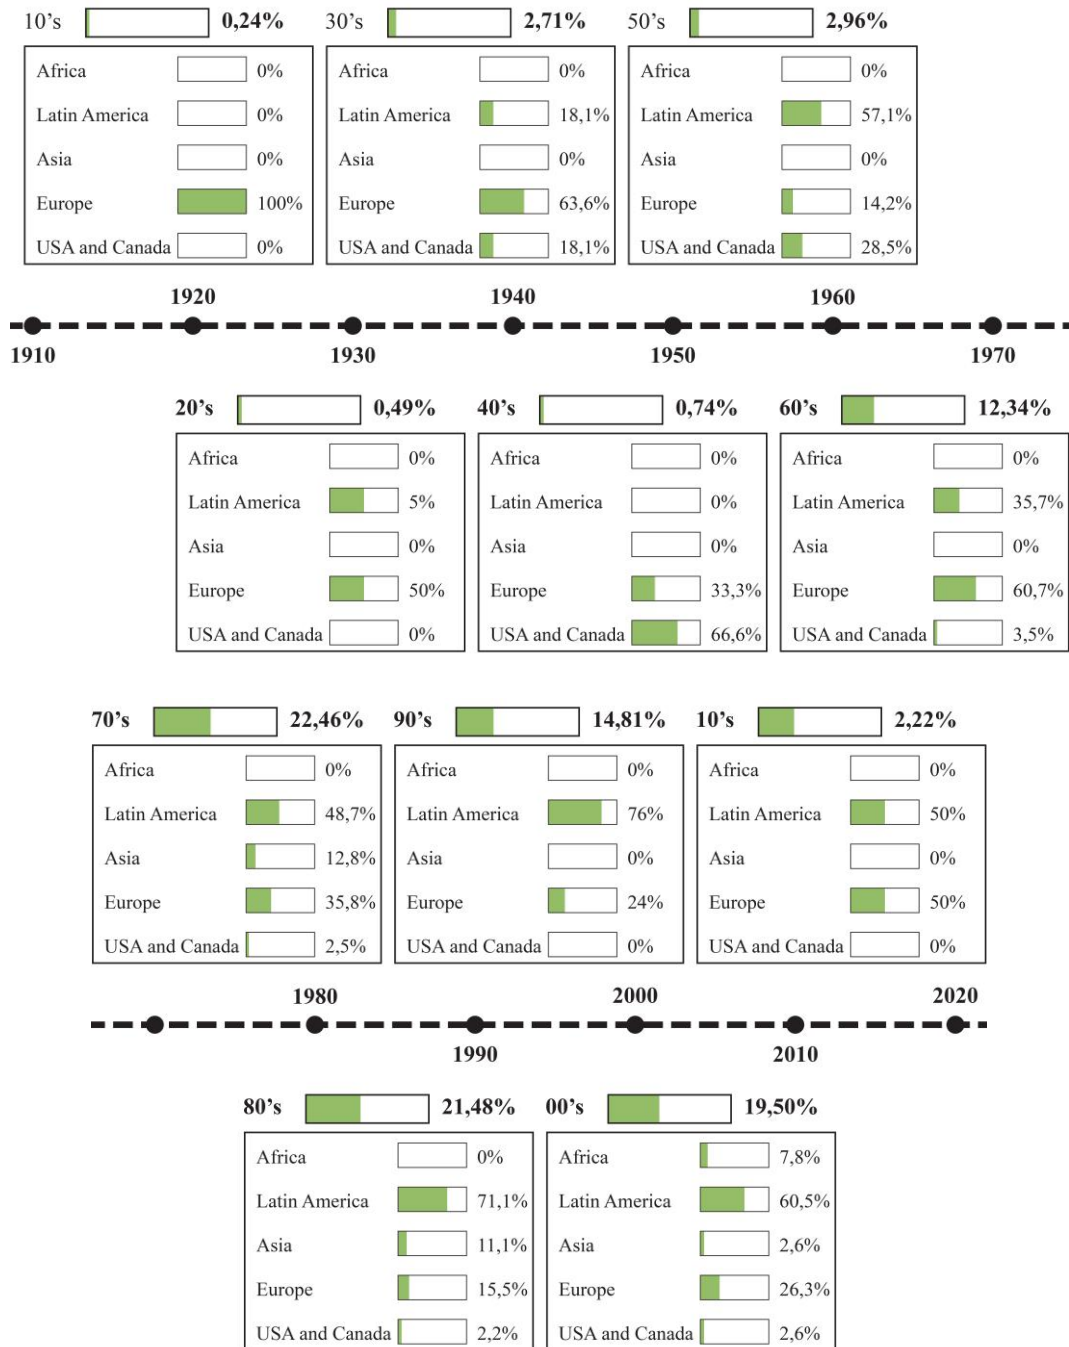 10's 0,24%
Africa 0%
Latin America 0%
Asia 0%
Europe 100%
USA and Canada 0%
30's 2,71%
Africa 0%
Latin America 18,1%
Asia 0%
Europe 63,6%
USA and Canada 18,1%
50's 2,96%
Africa 0%
Latin America 57,1%
Asia 0%
Europe 14,2%
USA and Canada 28,5%
1920 1940 1960
1910 1930 1950 1970
20's 0,49%
Africa 0%
Latin America 5%
Asia 0%
Europe 50%
USA and Canada 0%
40's 0,74%
Africa 0%
Latin America 0%
Asia 0%
Europe 33,3%
USA and Canada 66,6%
60's 12,34%
Africa 0%
Latin America 35,7%
Asia 0%
Europe 60,7%
USA and Canada 3,5%
70's 22,46%
Africa 0%
Latin America 48,7%
Asia 12,8%
Europe 35,8%
USA and Canada 2,5%
90's 14,81%
Africa 0%
Latin America 76%
Asia 0%
Europe 24%
USA and Canada 0%
10's 2,22%
Africa 0%
Latin America 50%
Asia 0%
Europe 50%
USA and Canada 0%
1980 2000 2020
1990 2010
80's 21,48%
Africa 0%
Latin America 71,1%
Asia 11,1%
Europe 15,5%
USA and Canada 2,2%
00's 19,50%
Africa 7,8%
Latin America 60,5%
Asia 2,6%
Europe 26,3%
USA and Canada 2,6%